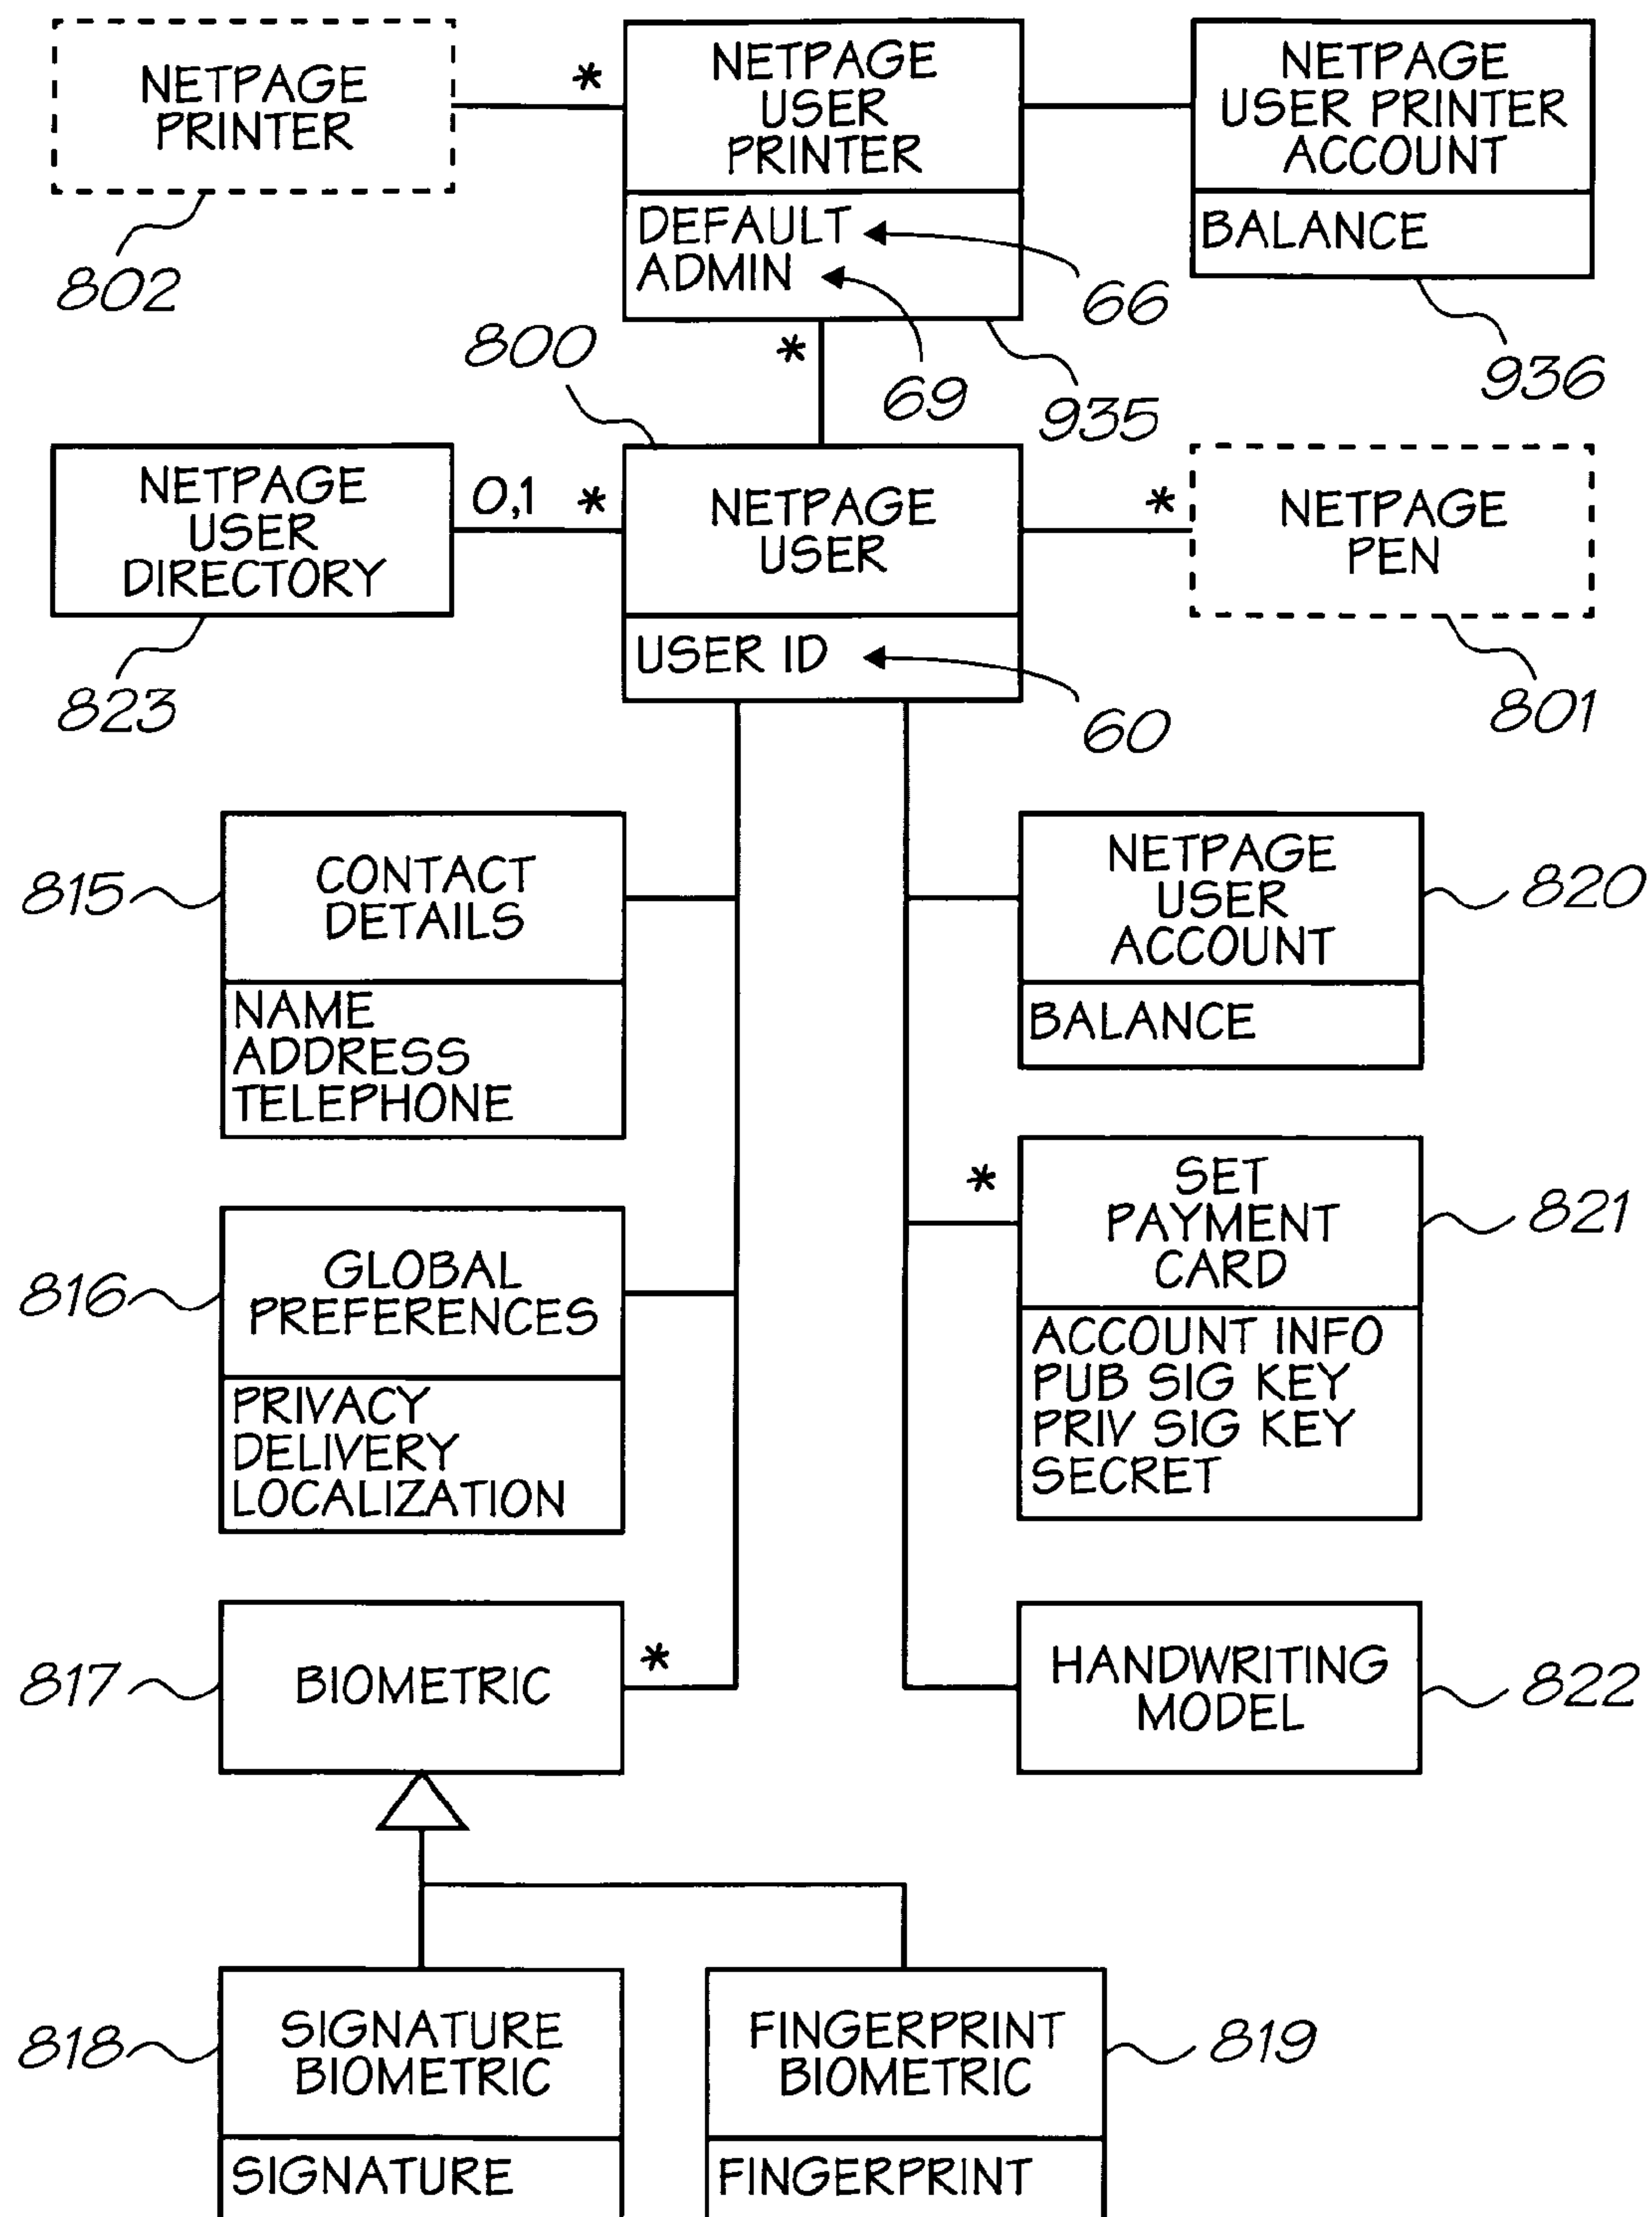 NETPAGE
PRINTER
802
*
NETPAGE
USER
PRINTER
DEFAULT
ADMIN
66
69
935
NETPAGE
USER PRINTER
ACCOUNT
BALANCE
936
*
800
NETPAGE
USER
DIRECTORY
823
0,1 *
NETPAGE
USER
USER ID
60
*
NETPAGE
PEN
801
815
CONTACT
DETAILS
NAME
ADDRESS
TELEPHONE
NETPAGE
USER
ACCOUNT
BALANCE
820
816
GLOBAL
PREFERENCES
PRIVACY
DELIVERY
LOCALIZATION
*
SET
PAYMENT
CARD
ACCOUNT INFO
PUB SIG KEY
PRIV SIG KEY
SECRET
821
817
BIOMETRIC
*
HANDWRITING
MODEL
822
818
SIGNATURE
BIOMETRIC
SIGNATURE
FINGERPRINT
BIOMETRIC
FINGERPRINT
819